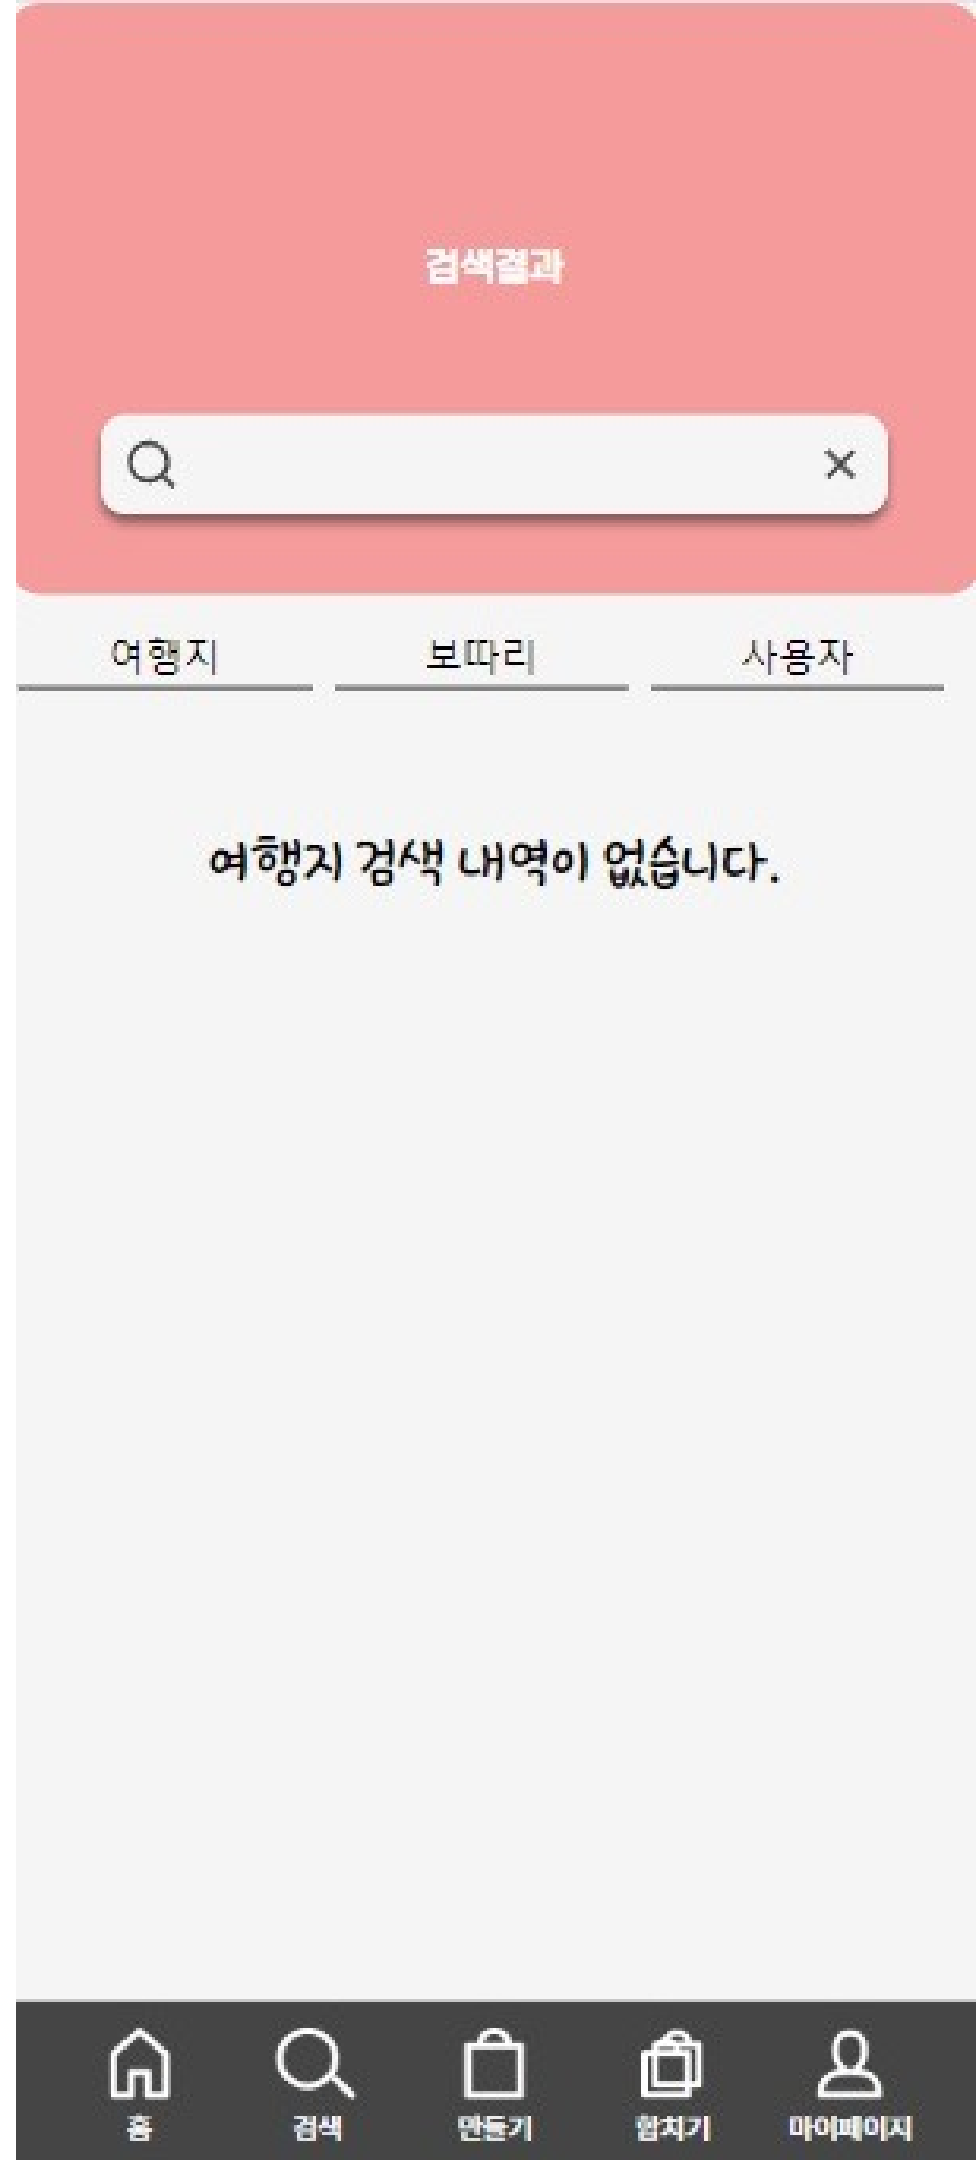 검색결과
여행지 보따리 사용자
여행지 검색 내역이 없습니다.
홈 검색 만들기 합치기 마이페이지